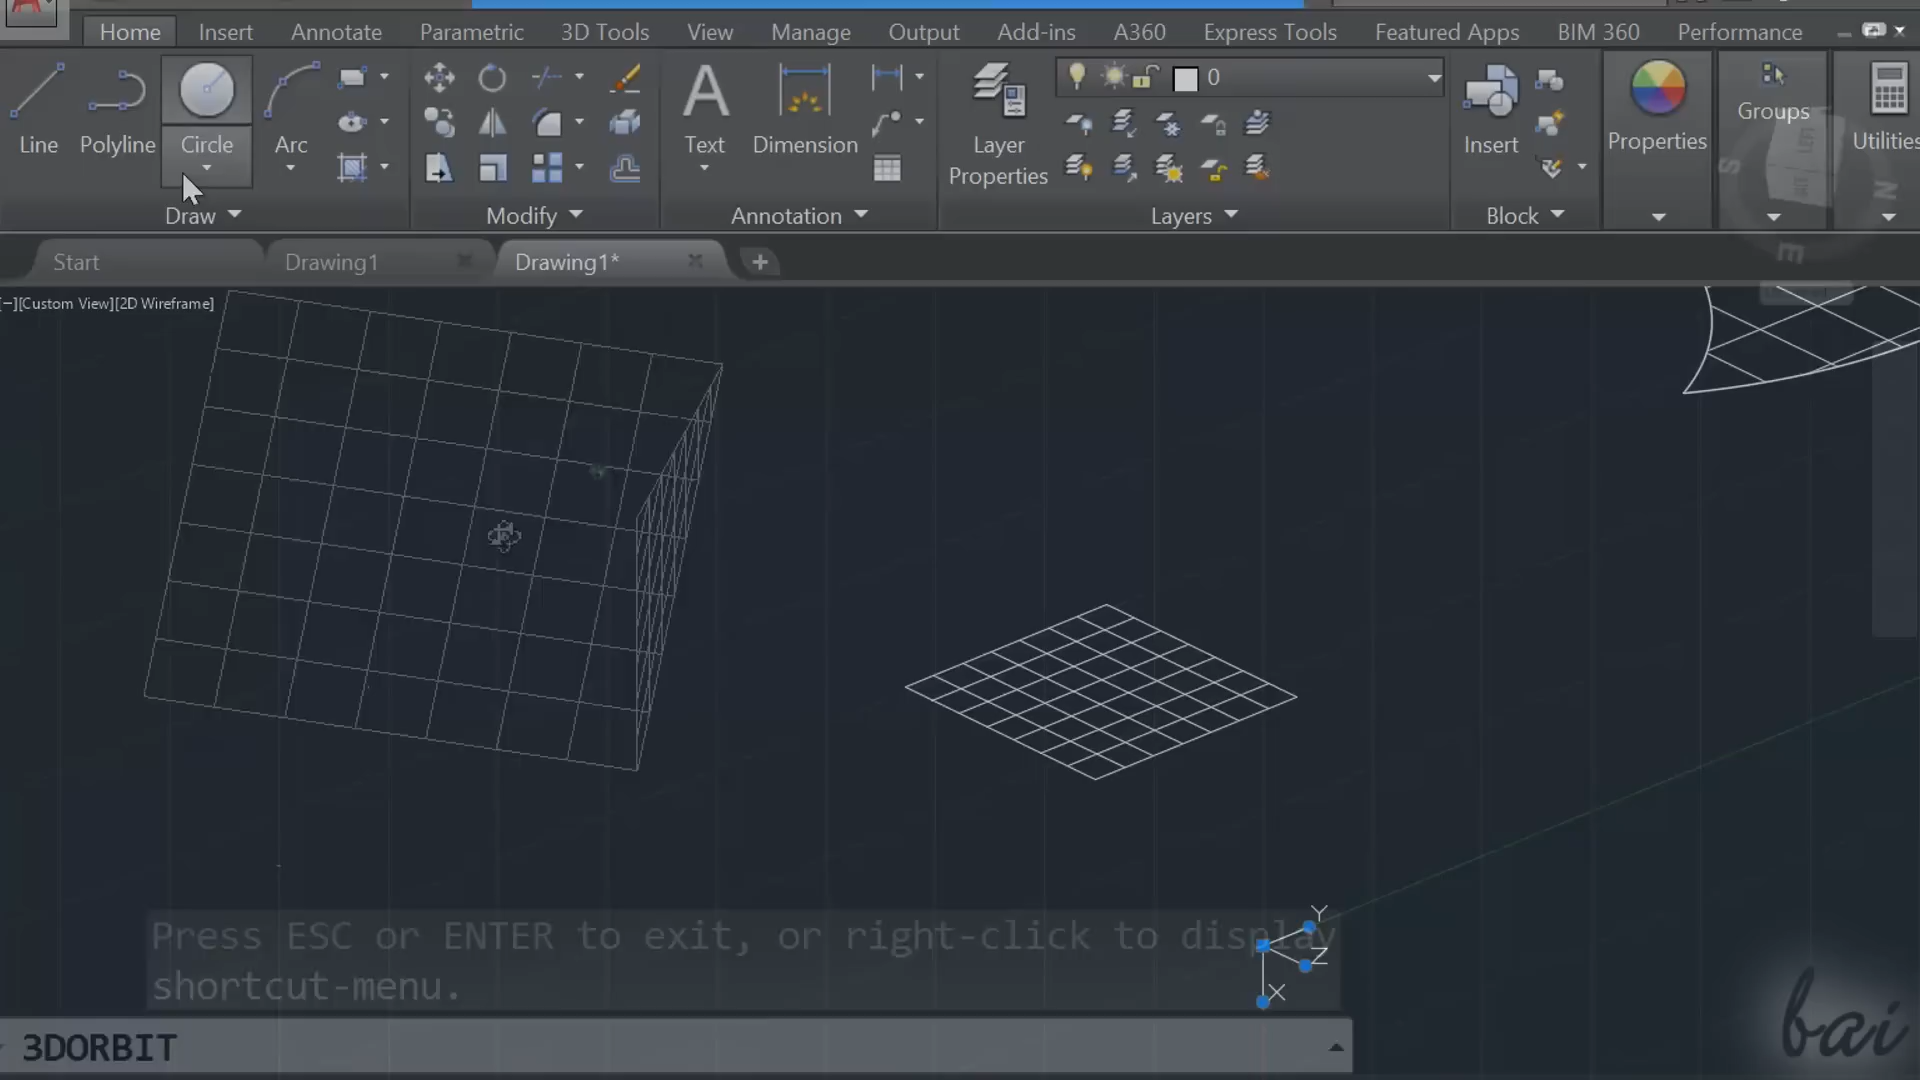 Home Insert Annotate Parametric 3D Tools View Manage Output Add-ins A360 Express Tools Featured Apps BIM 360 Performance
0
Line Polyline Circle Arc
Text Dimension
Layer
Properties
Insert
Properties
Groups
Utilities
Draw Modify Annotation Layers Block
S
N
E
Start Drawing1 Drawing1* +
[−][Custom View][2D Wireframe]
Press ESC or ENTER to exit, or right-click to display
shortcut-menu.
Y
Z
X
3DORBIT
bai